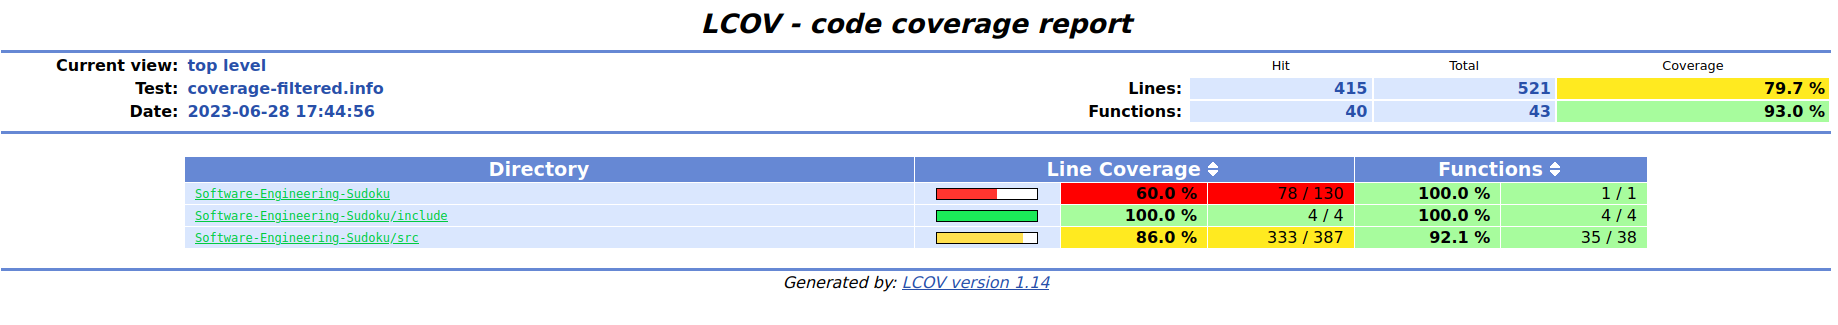 LCOV - code coverage report
Current view: top level Hit Total Coverage
Test: coverage-filtered.info Lines: 415 521 79.7 %
Date: 2023-06-28 17:44:56 Functions: 40 43 93.0 %
Directory Line Coverage Functions
Software-Engineering-Sudoku 60.0 % 78 / 130 100.0 % 1 / 1
Software-Engineering-Sudoku/include 100.0 % 4 / 4 100.0 % 4 / 4
Software-Engineering-Sudoku/src 86.0 % 333 / 387 92.1 % 35 / 38
Generated by: LCOV version 1.14